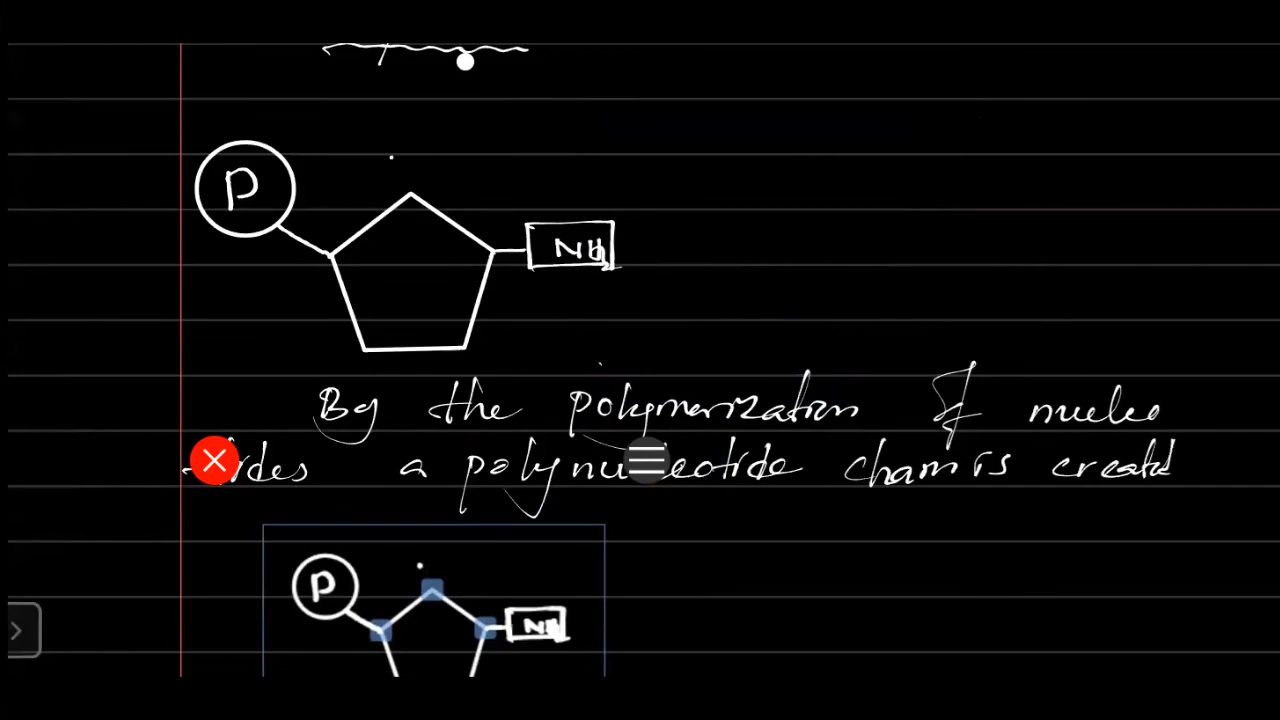 P
NB
By the polymerization of nucleo
tides a polynucleotide chain is created
P
NB